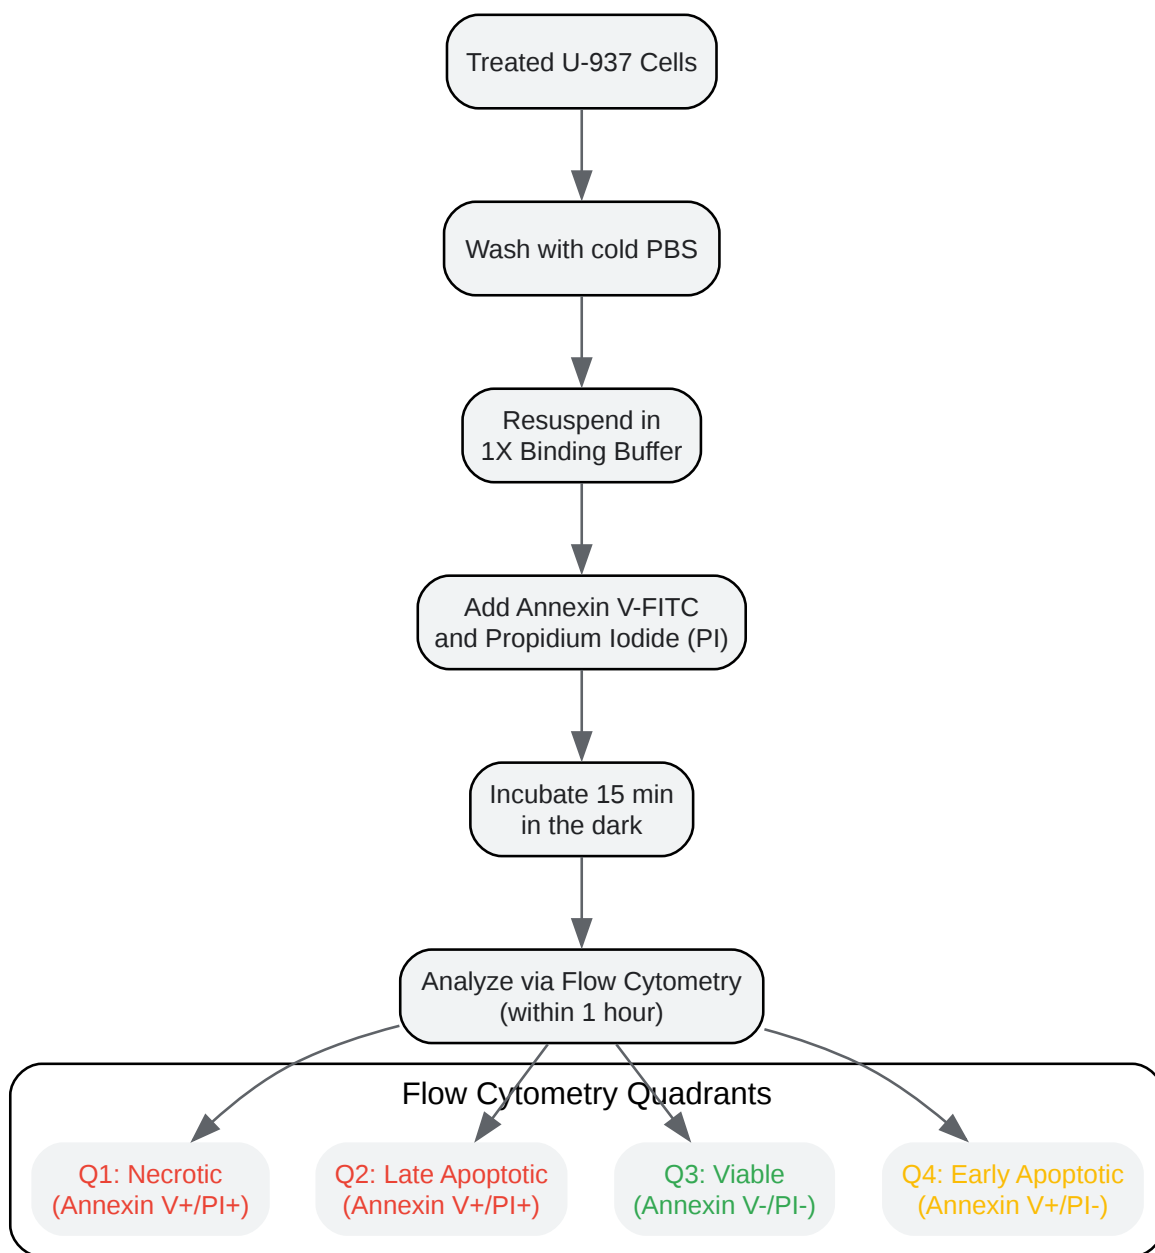 Treated U-937 Cells
Wash with cold PBS
Resuspend in
1X Binding Buffer
Add Annexin V-FITC
and Propidium Iodide (PI)
Incubate 15 min
in the dark
Analyze via Flow Cytometry
(within 1 hour)
Flow Cytometry Quadrants
Q1: Necrotic
(Annexin V+/PI+)
Q2: Late Apoptotic
(Annexin V+/PI+)
Q3: Viable
(Annexin V-/PI-)
Q4: Early Apoptotic
(Annexin V+/PI-)